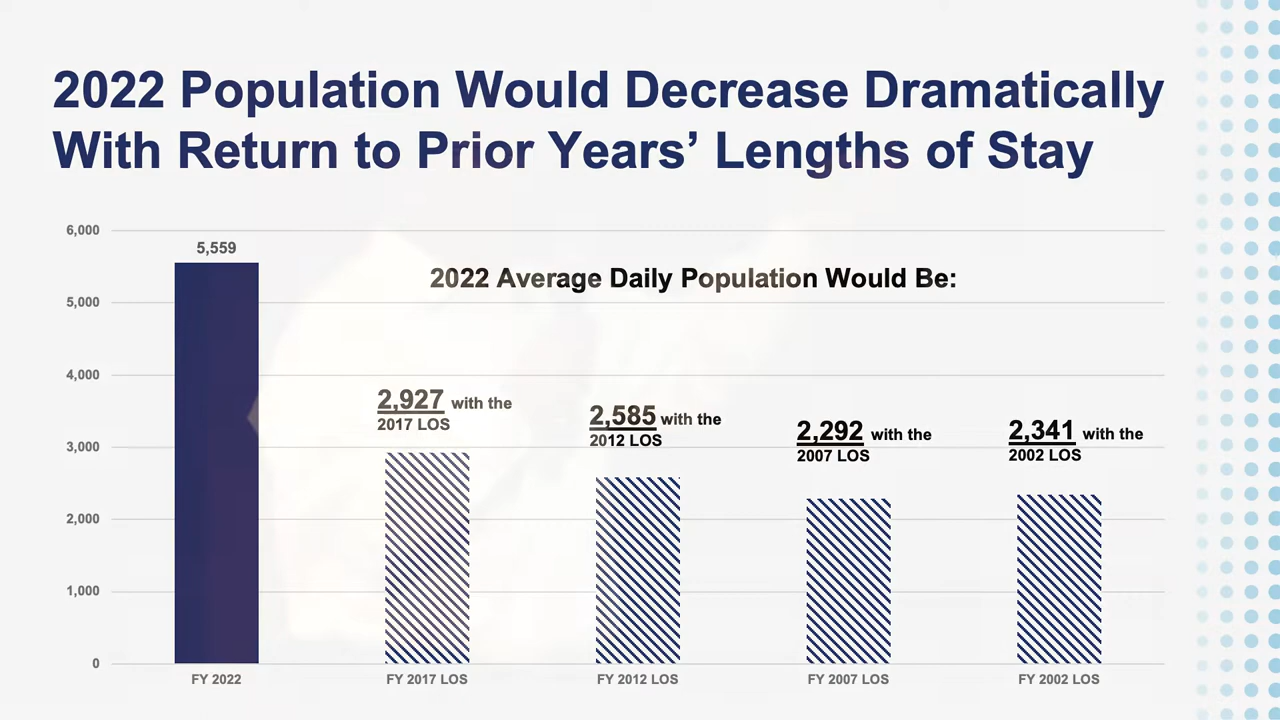 2022 Population Would Decrease Dramatically
With Return to Prior Years’ Lengths of Stay
6,000
5,000
4,000
3,000
2,000
1,000
0
5,559
2022 Average Daily Population Would Be:
2,927 with the
2017 LOS
2,585 with the
2012 LOS
2,292 with the
2007 LOS
2,341 with the
2002 LOS
FY 2022
FY 2017 LOS
FY 2012 LOS
FY 2007 LOS
FY 2002 LOS